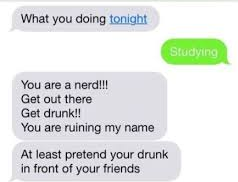 What you doing tonight
Studying
You are a nerd!!!
Get out there
Get drunk!!
You are ruining my name
At least pretend your drunk
in front of your friends